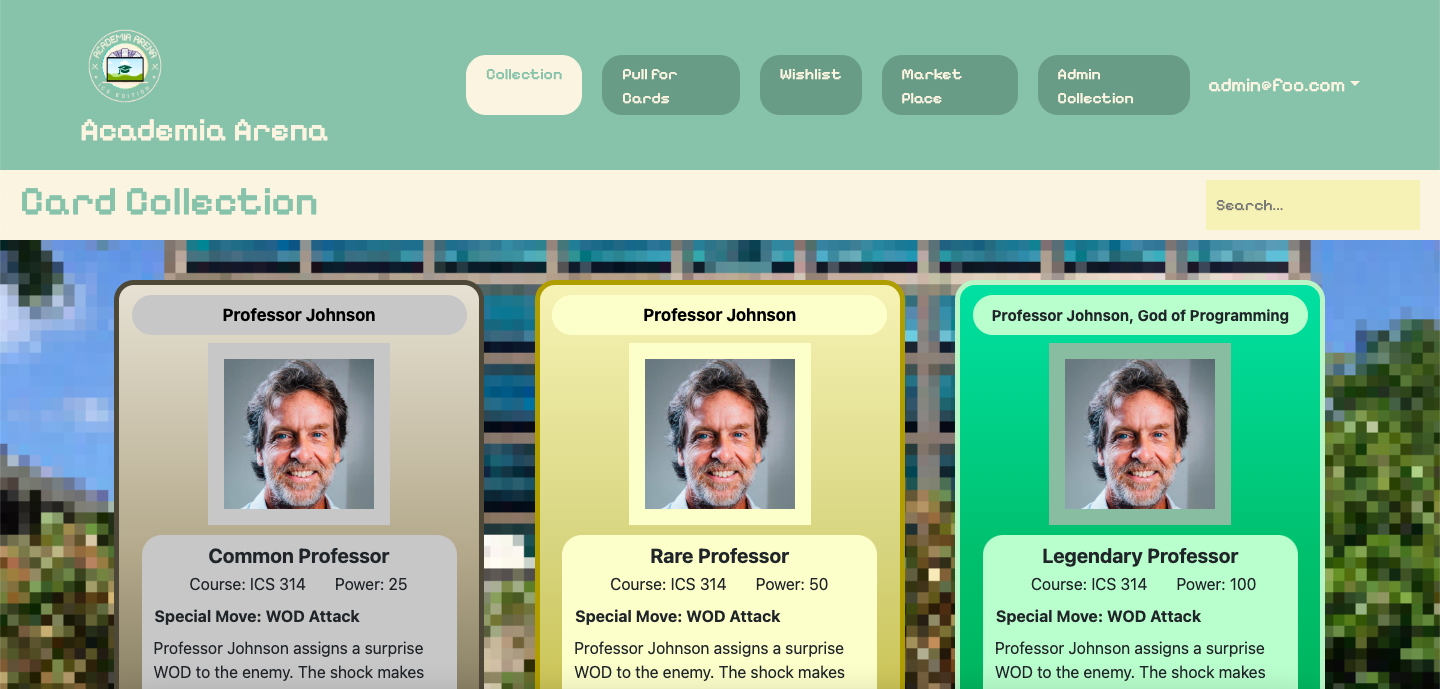 ACADEMIA ARENA
ICS EDITION
Academia Arena
Collection
Pull for
Cards
Wishlist
Market
Place
Admin
Collection
admin@foo.com
Card Collection
Search...
Professor Johnson
Common Professor
Course: ICS 314 Power: 25
Special Move: WOD Attack
Professor Johnson assigns a surprise
WOD to the enemy. The shock makes
Professor Johnson
Rare Professor
Course: ICS 314 Power: 50
Special Move: WOD Attack
Professor Johnson assigns a surprise
WOD to the enemy. The shock makes
Professor Johnson, God of Programming
Legendary Professor
Course: ICS 314 Power: 100
Special Move: WOD Attack
Professor Johnson assigns a surprise
WOD to the enemy. The shock makes